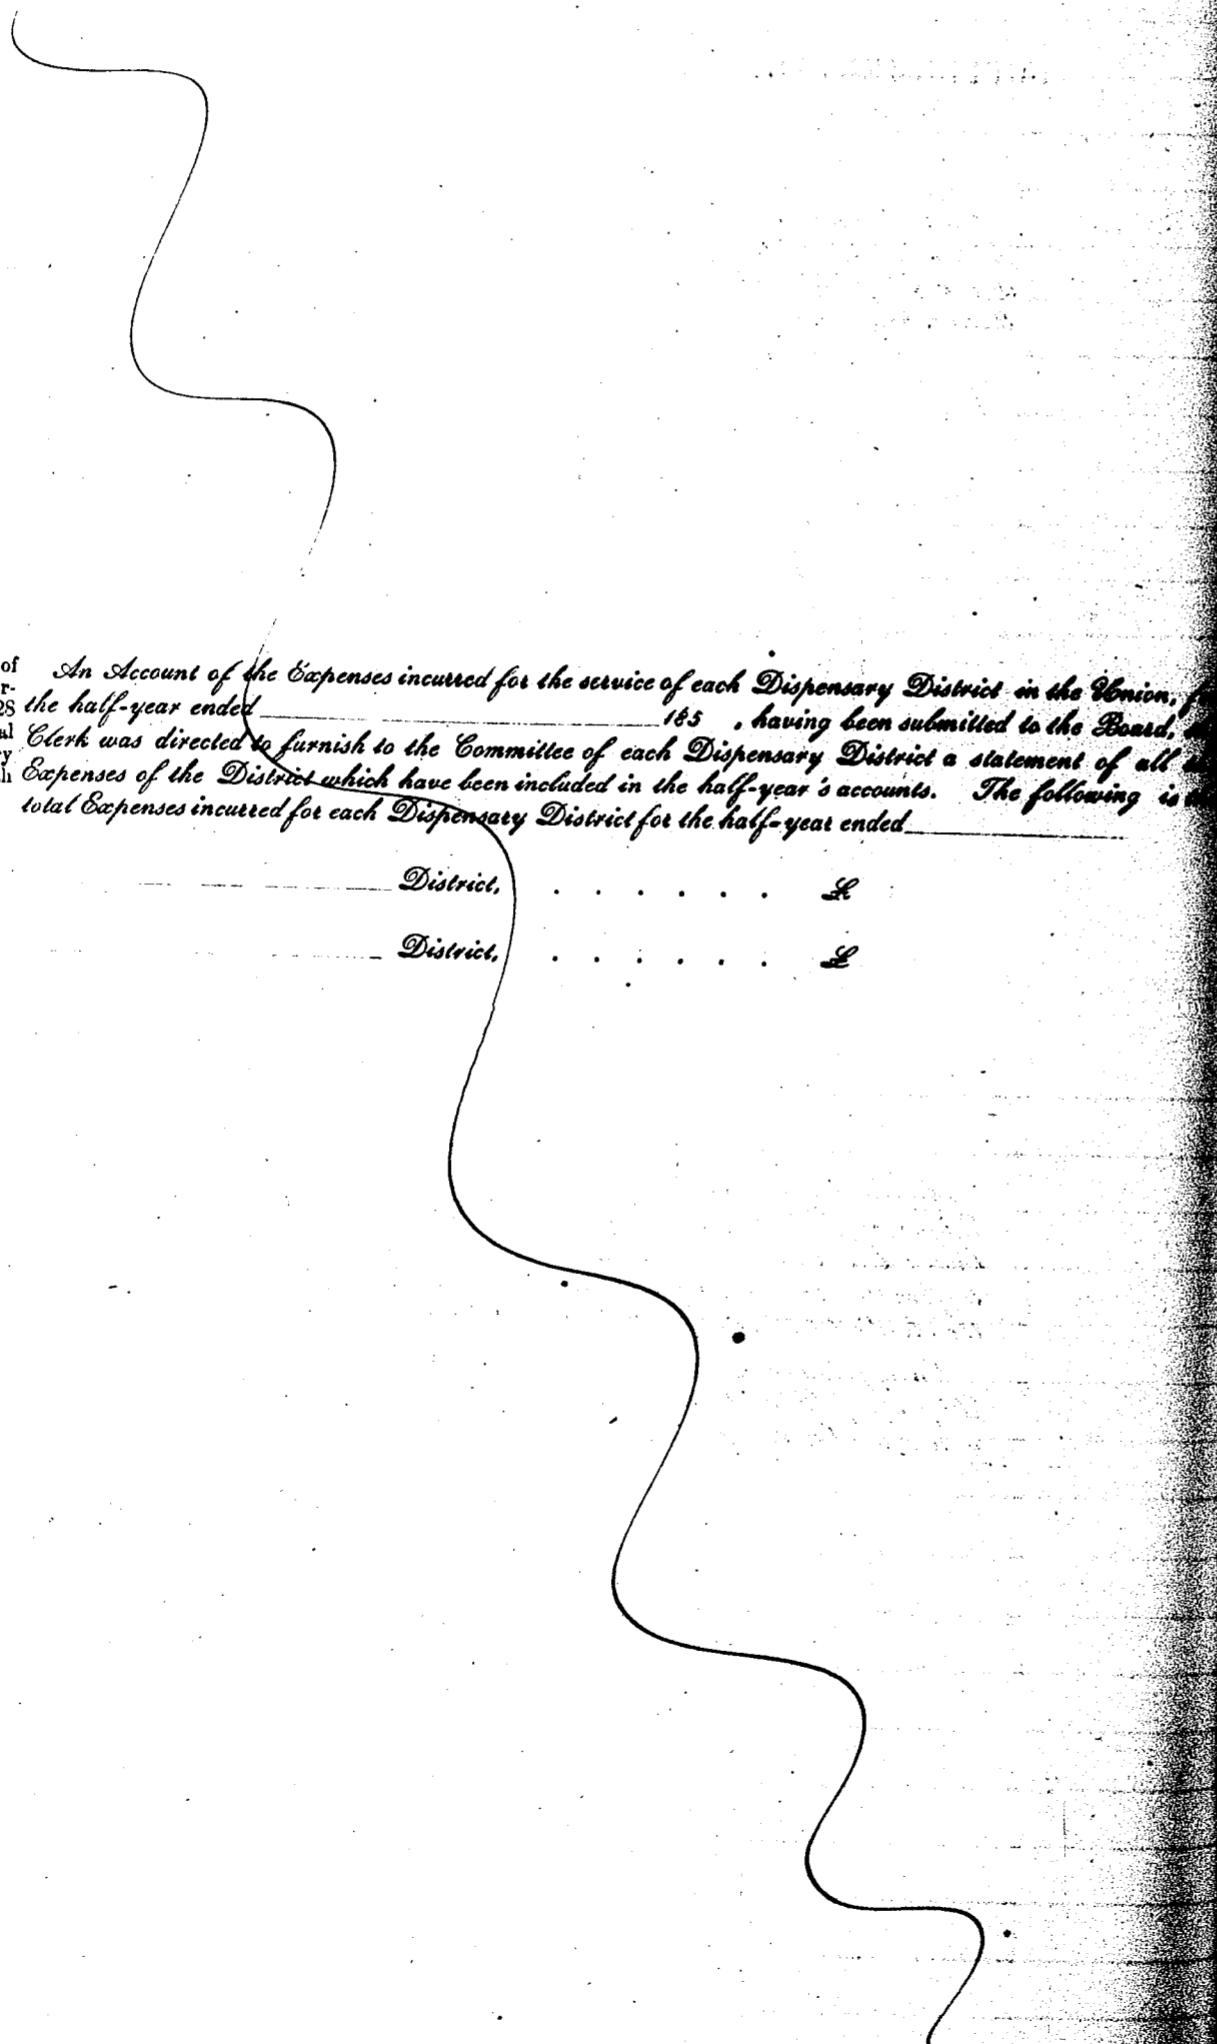 of
r-
28
al
y
h
An Account of the Expenses incurred for the service of each Dispensary District in the Union,
the half-year ended 185 , having been submitted to the Board,
Clerk was directed to furnish to the Committee of each Dispensary District a statement of all
Expenses of the District which have been included in the half-year's accounts. The following is
total Expenses incurred for each Dispensary District for the half-year ended
District, . . . . . . £
District, . . . . . . £